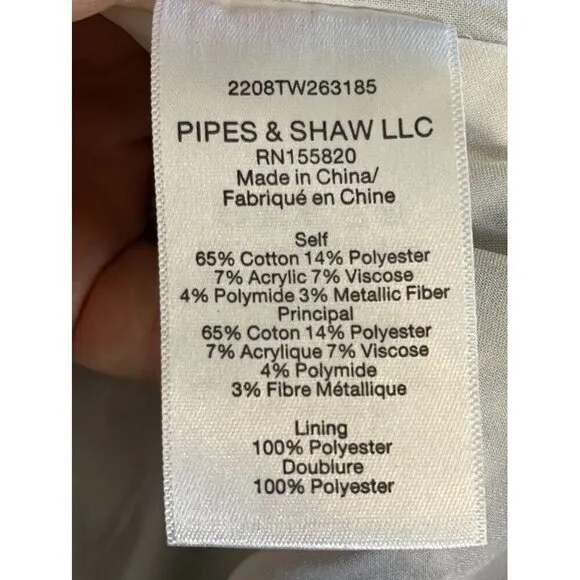 2208TW263185
PIPES & SHAW LLC
RN155820
Made in China/
Fabriqué en Chine
Self
65% Cotton 14% Polyester
7% Acrylic 7% Viscose
4% Polymide 3% Metallic Fiber
Principal
65% Coton 14% Polyester
7% Acrylique 7% Viscose
4% Polymide
3% Fibre Métallique
Lining
100% Polyester
Doublure
100% Polyester